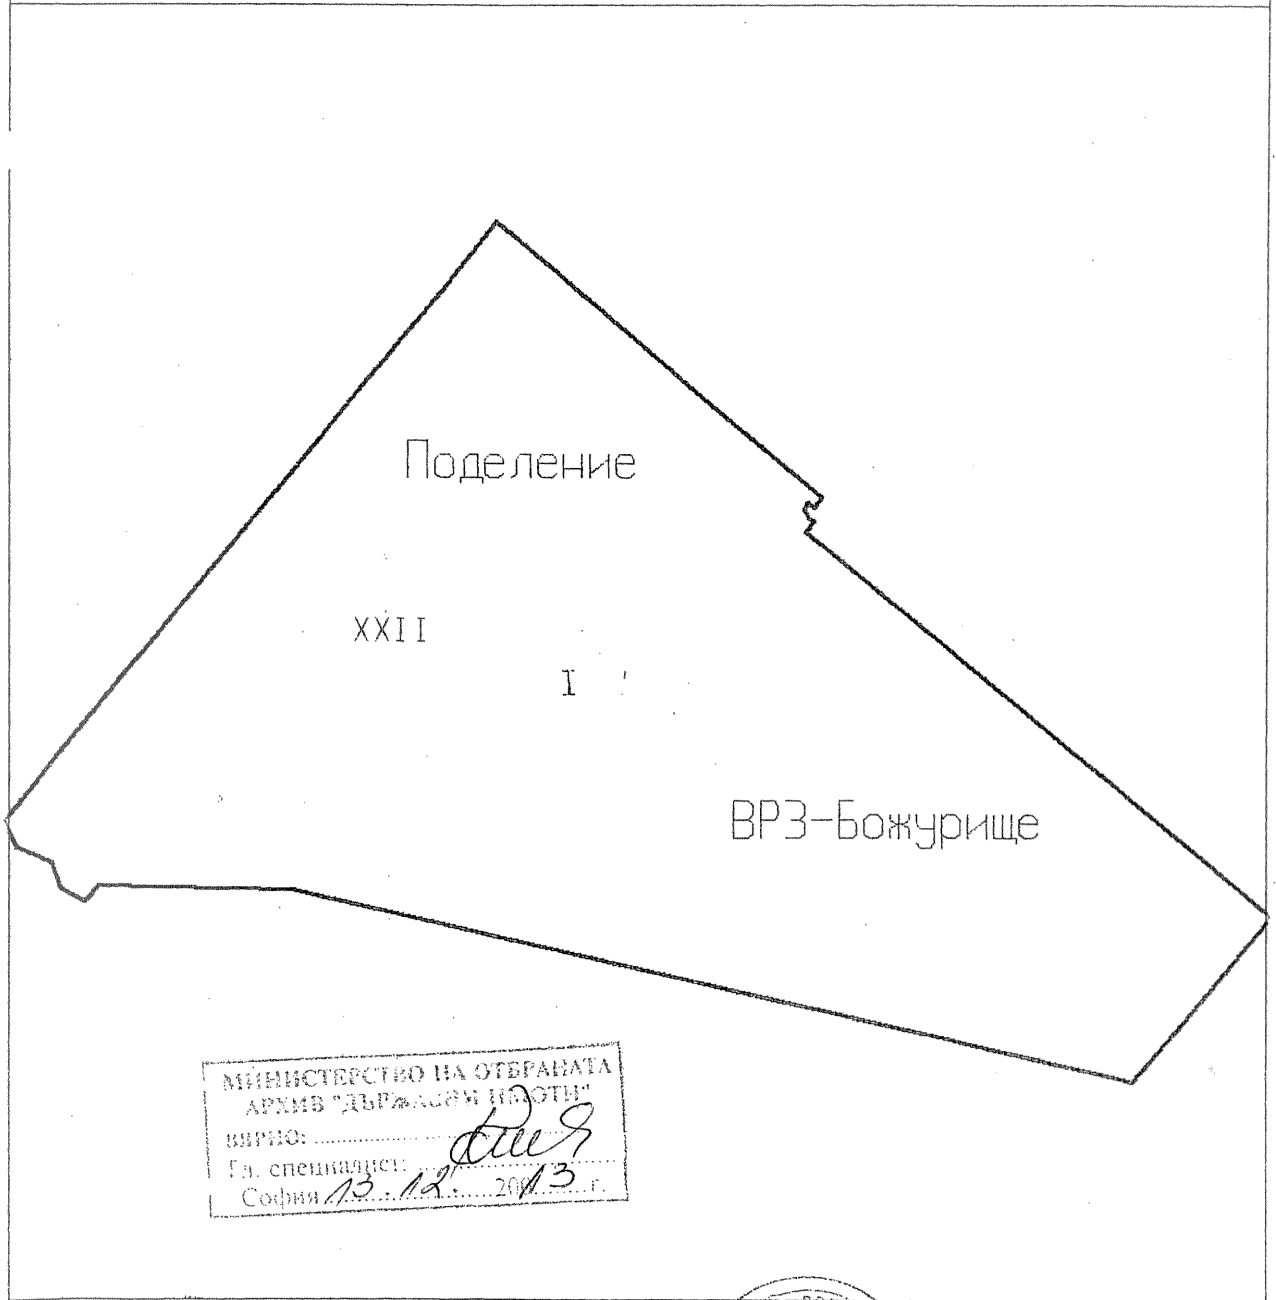 Поделение
XXII
I
ВРЗ-Божурище
МИНИСТЕРСТВО НА ОТБРАНАТА
АРХИВ "ДЪРЖАВНИ ИМОТИ"
ВЯРНО:
Гл. специалист:
София 13.12. 2013 г.